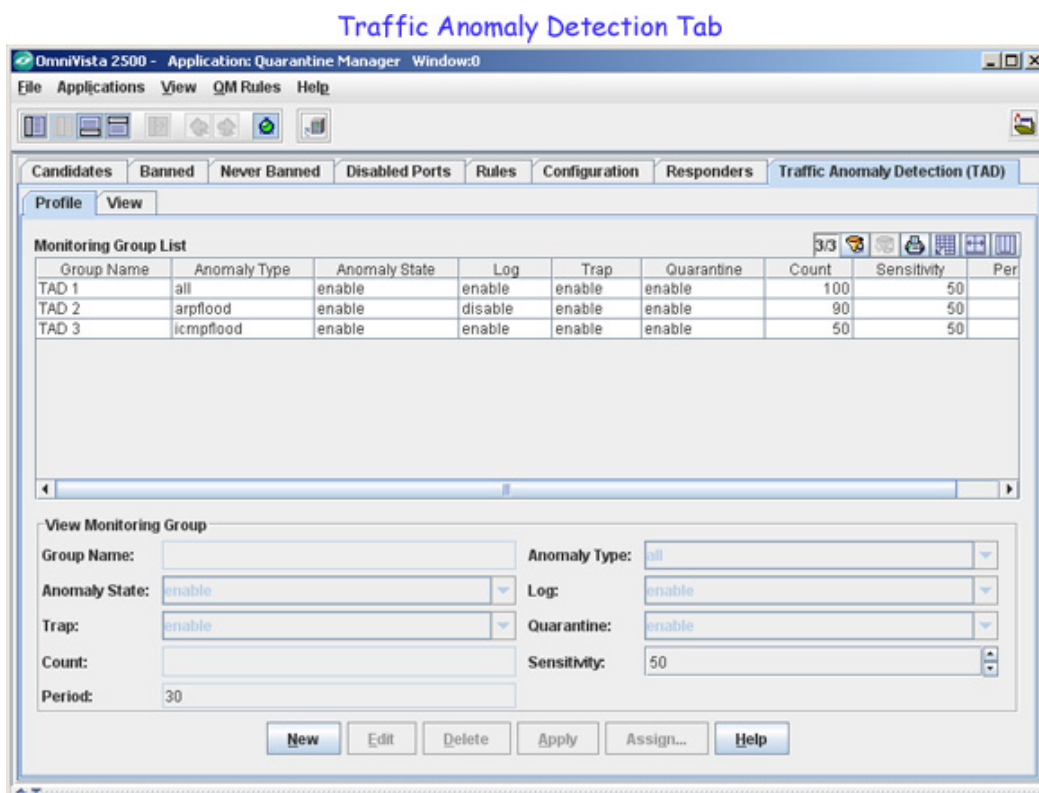 Traffic Anomaly Detection Tab
OmniVista 2500 - Application: Quarantine Manager Window:0
File Applications View QM Rules Help
Candidates Banned Never Banned Disabled Ports Rules Configuration Responders Traffic Anomaly Detection (TAD)
Profile View
Monitoring Group List 3/3
Group Name Anomaly Type Anomaly State Log Trap Quarantine Count Sensitivity Per
TAD 1 all enable enable enable enable 100 50
TAD 2 arpflood enable disable enable enable 90 50
TAD 3 icmpflood enable enable enable enable 50 50
View Monitoring Group
Group Name: Anomaly Type: all
Anomaly State: enable Log: enable
Trap: enable Quarantine: enable
Count: Sensitivity: 50
Period: 30
New Edit Delete Apply Assign... Help